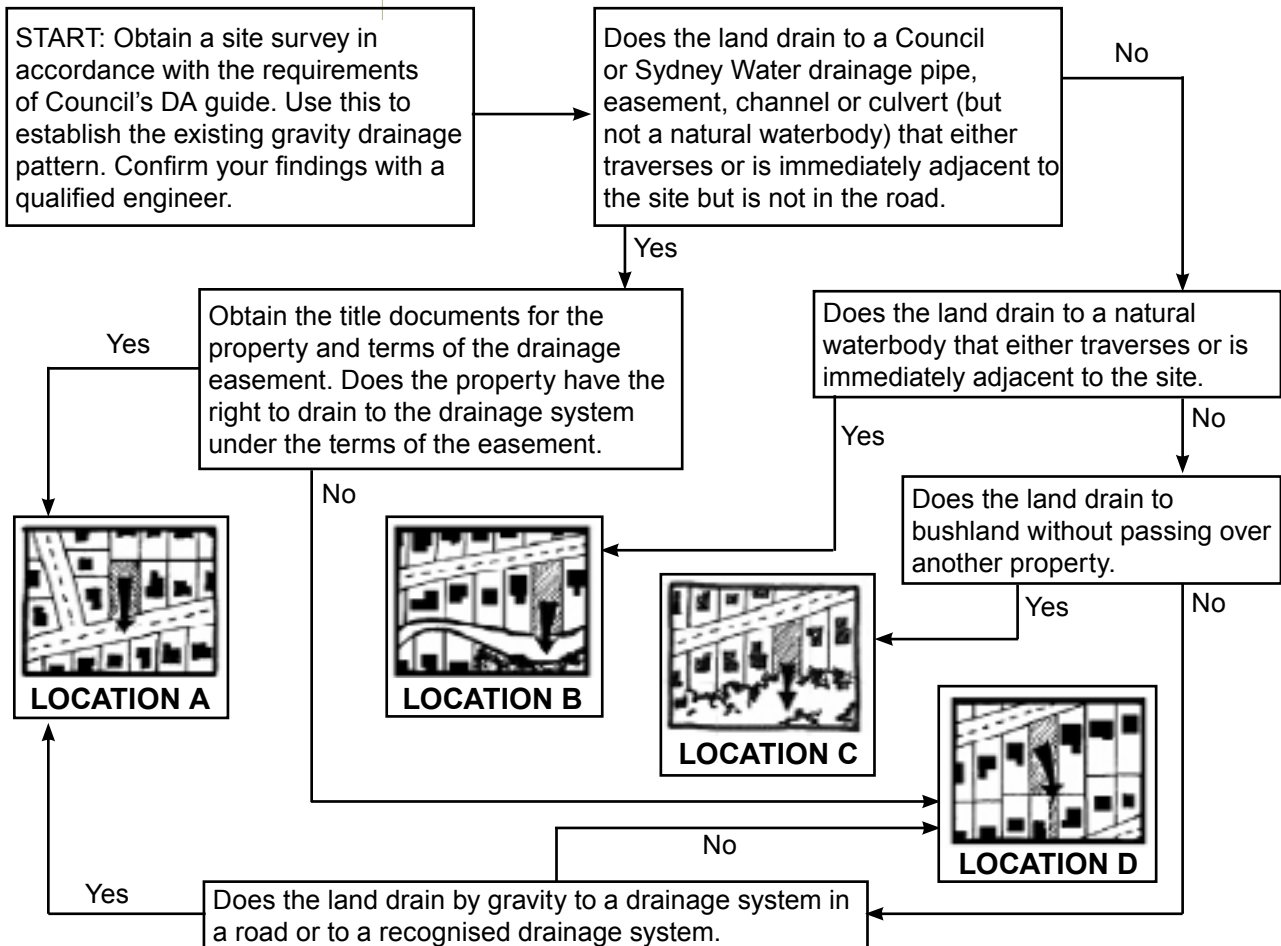 START: Obtain a site survey in
accordance with the requirements
of Council's DA guide. Use this to
establish the existing gravity drainage
pattern. Confirm your findings with a
qualified engineer.
Does the land drain to a Council
or Sydney Water drainage pipe,
easement, channel or culvert (but
not a natural waterbody) that either
traverses or is immediately adjacent to
the site but is not in the road.
No
Yes
Obtain the title documents for the
property and terms of the drainage
easement. Does the property have the
right to drain to the drainage system
under the terms of the easement.
Yes
No
Does the land drain to a natural
waterbody that either traverses or is
immediately adjacent to the site.
Yes
No
Does the land drain to
bushland without passing over
another property.
Yes
No
LOCATION A
LOCATION B
LOCATION C
LOCATION D
No
Yes
Does the land drain by gravity to a drainage system in
a road or to a recognised drainage system.